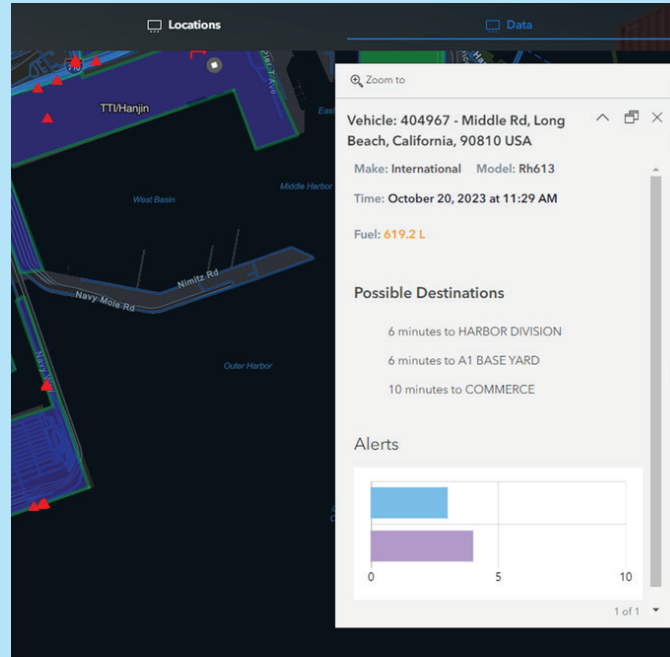 Locations
Data
710
Pier T Ave
TTI/Hanjin
West Basin
Middle Harbor
Navy Mole Rd
Nimitz Rd
Outer Harbor
Zoom to
Vehicle: 404967 - Middle Rd, Long
Beach, California, 90810 USA
Make: International Model: Rh613
Time: October 20, 2023 at 11:29 AM
Fuel: 619.2 L
Possible Destinations
6 minutes to HARBOR DIVISION
6 minutes to A1 BASE YARD
10 minutes to COMMERCE
Alerts
0 5 10
1 of 1